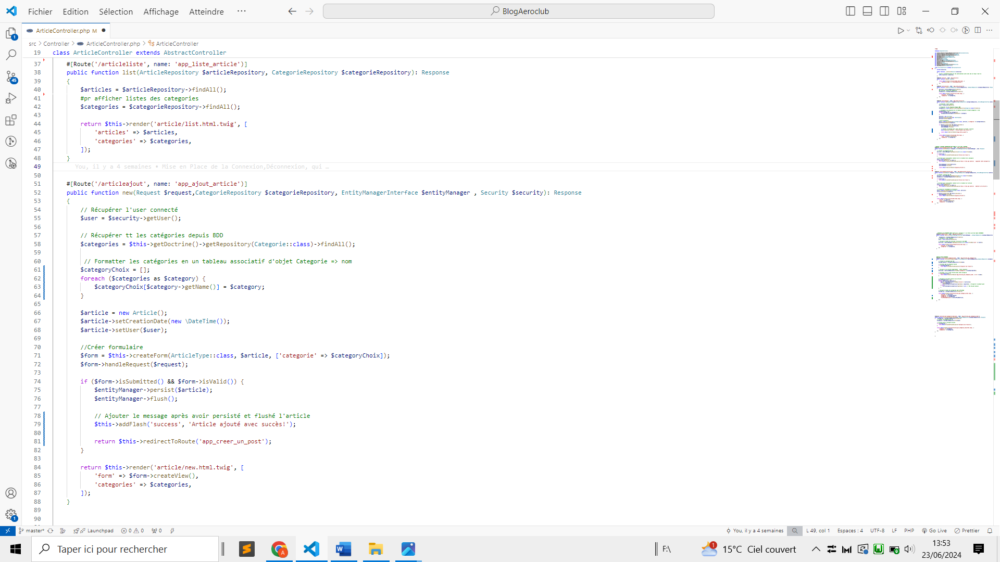 Fichier Edition Sélection Affichage Atteindre ··· BlogAeroclub
ArticleController.php M
src > Controller > ArticleController.php > ArticleController
19 class ArticleController extends AbstractController
37 #[Route('/articleliste', name: 'app_liste_article')]
38 public function list(ArticleRepository $articleRepository, CategorieRepository $categorieRepository): Response
39 {
40 $articles = $articleRepository->findAll();
41 #pr afficher listes des categories
42 $categories = $categorieRepository->findAll();
43
44 return $this->render('article/list.html.twig', [
45 'articles' => $articles,
46 'categories' => $categories,
47 ]);
48 }
49 You, il y a 4 semaines • Mise en Place de la Connexion,Déconnexion, qui …
50
51 #[Route('/articleajout', name: 'app_ajout_article')]
52 public function new(Request $request,CategorieRepository $categorieRepository, EntityManagerInterface $entityManager , Security $security): Response
53 {
54 // Récupérer l'user connecté
55 $user = $security->getUser();
56
57 // Récupérer tt les catégories depuis BDD
58 $categories = $this->getDoctrine()->getRepository(Categorie::class)->findAll();
59
60 // Formatter les catégories en un tableau associatif d'objet Categorie => nom
61 $categoryChoix = [];
62 foreach ($categories as $category) {
63 $categoryChoix[$category->getName()] = $category;
64 }
65
66 $article = new Article();
67 $article->setCreationDate(new \DateTime());
68 $article->setUser($user);
69
70 //Créer formulaire
71 $form = $this->createForm(ArticleType::class, $article, ['categorie' => $categoryChoix]);
72 $form->handleRequest($request);
73
74 if ($form->isSubmitted() && $form->isValid()) {
75 $entityManager->persist($article);
76 $entityManager->flush();
77
78 // Ajouter le message après avoir persisté et flushé l'article
79 $this->addFlash('success', 'Article ajouté avec succès!');
80
81 return $this->redirectToRoute('app_creer_un_post');
82 }
83
84 return $this->render('article/new.html.twig', [
85 'form' => $form->createView(),
86 'categories' => $categories,
87 ]);
88 }
89
90
1
45
1
master* Launchpad 0 0 0 You, il y a 4 semaines L 49, col 1 Espaces : 4 UTF-8 LF PHP Go Live Prettier
Taper ici pour rechercher F:\ 1 15°C Ciel couvert 13:53
23/06/2024